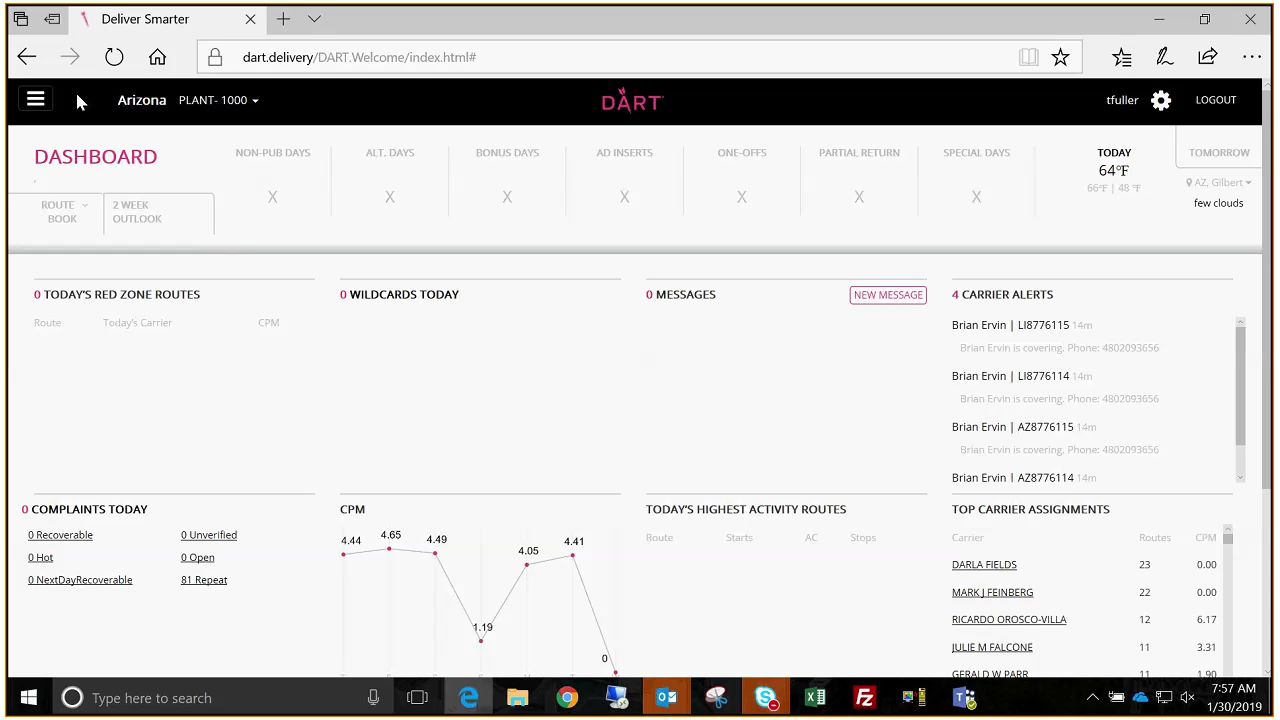 Deliver Smarter
dart.delivery/DART.Welcome/index.html#
Arizona PLANT- 1000
DART
tfuller LOGOUT
DASHBOARD
NON-PUB DAYS ALT. DAYS BONUS DAYS AD INSERTS ONE-OFFS PARTIAL RETURN SPECIAL DAYS
X X X X X X X
TODAY
64°F
66°F | 48 °F
TOMORROW
AZ, Gilbert
few clouds
ROUTE
BOOK
2 WEEK
OUTLOOK
0 TODAY'S RED ZONE ROUTES
Route Today's Carrier CPM
0 WILDCARDS TODAY
0 MESSAGES NEW MESSAGE
4 CARRIER ALERTS
Brian Ervin | LI8776115 14m
Brian Ervin is covering. Phone: 4802093656
Brian Ervin | LI8776114 14m
Brian Ervin is covering. Phone: 4802093656
Brian Ervin | AZ8776115 14m
Brian Ervin is covering. Phone: 4802093656
Brian Ervin | AZ8776114 14m
0 COMPLAINTS TODAY
0 Recoverable 0 Unverified
0 Hot 0 Open
0 NextDayRecoverable 81 Repeat
CPM
4.44 4.65 4.49 1.19 4.05 4.41 0
TODAY'S HIGHEST ACTIVITY ROUTES
Route Starts AC Stops
TOP CARRIER ASSIGNMENTS
Carrier Routes CPM
DARLA FIELDS 23 0.00
MARK J FEINBERG 22 0.00
RICARDO OROSCO-VILLA 12 6.17
JULIE M FALCONE 11 3.31
GERALD W PARR 11 1.90
Type here to search
7:57 AM
1/30/2019